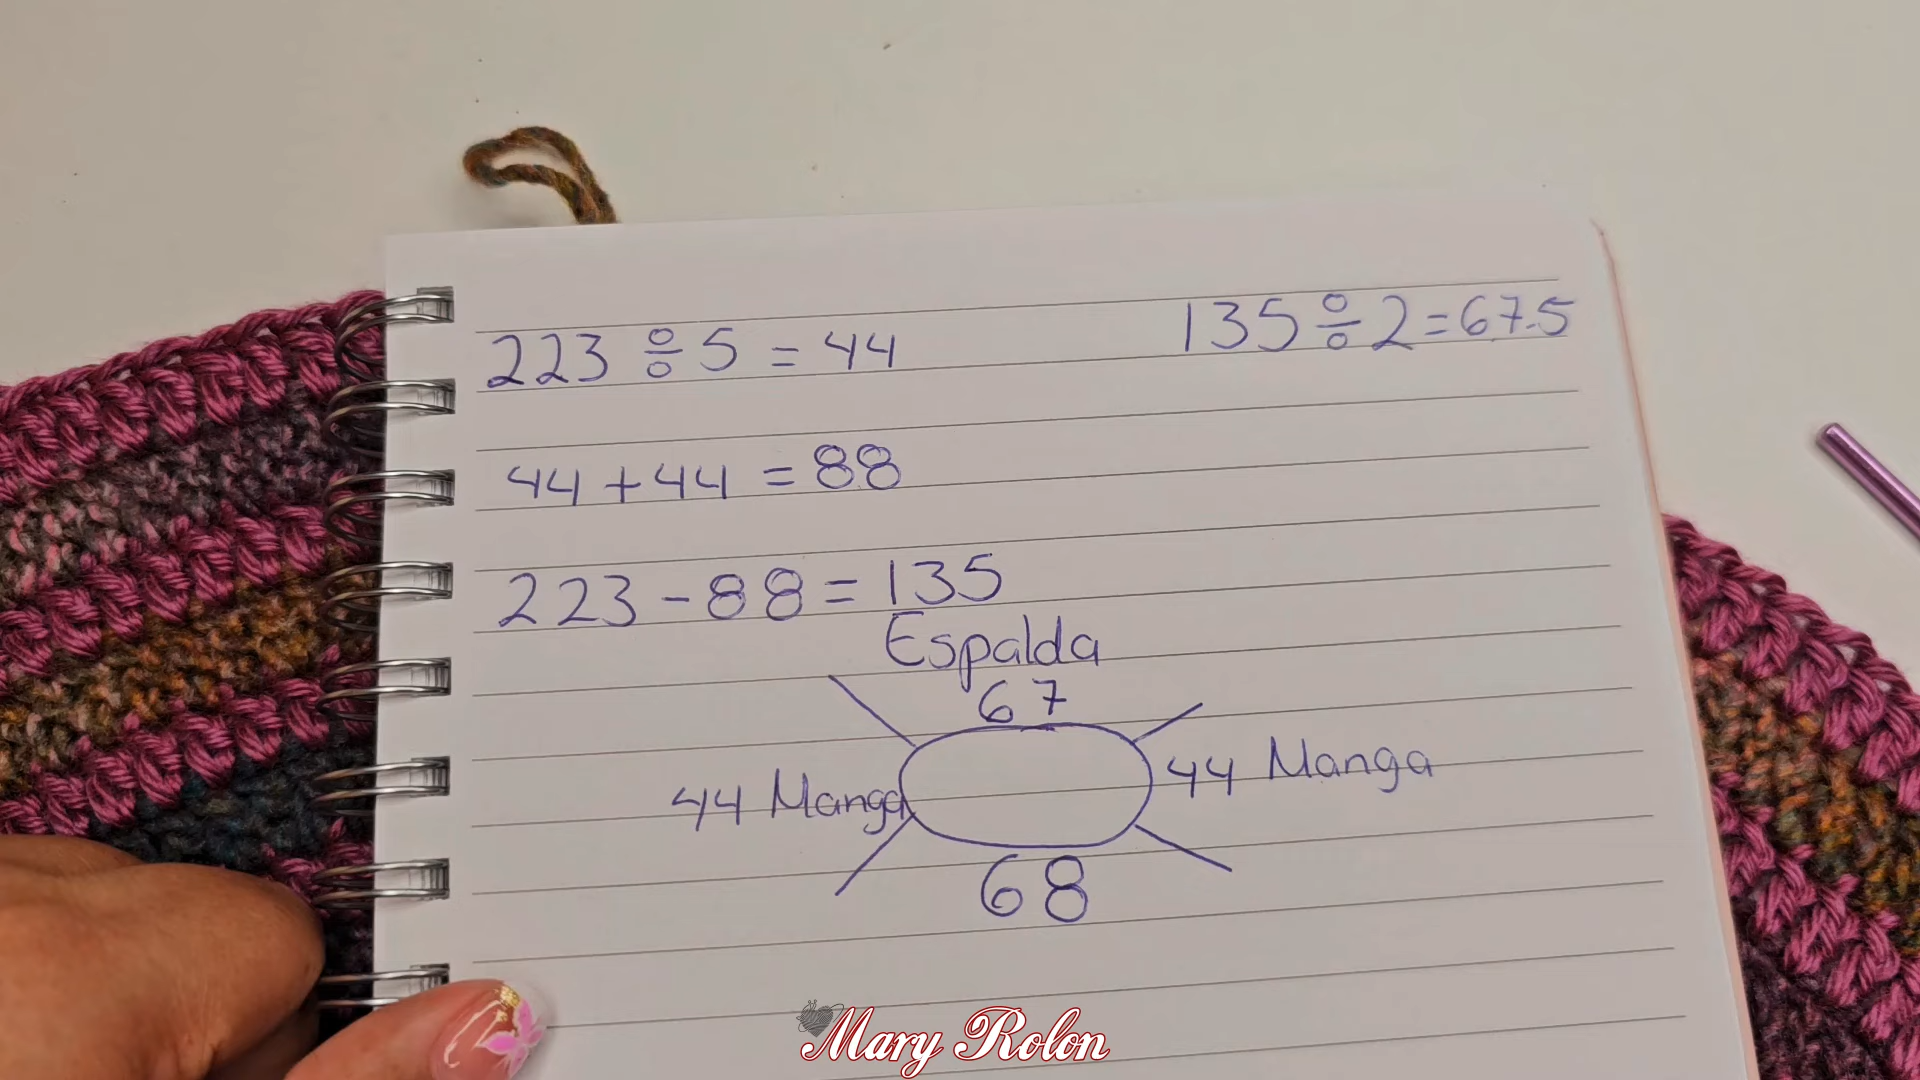 223 ÷ 5 = 44
135 ÷ 2 = 67.5
44 + 44 = 88
223 - 88 = 135
Espalda
67
44 Manga
44 Manga
68
Mary Rolon